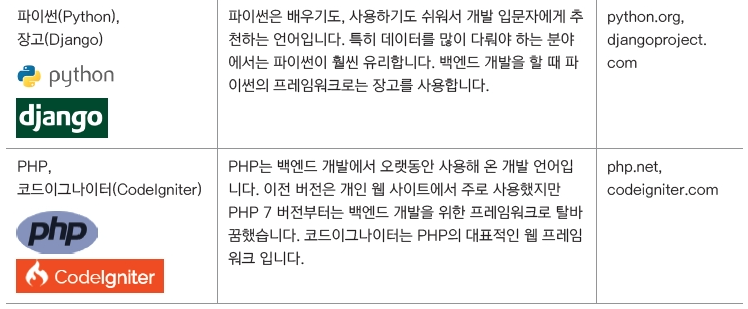 파이썬(Python),
장고(Django)
python
django
파이썬은 배우기도, 사용하기도 쉬워서 개발 입문자에게 추
천하는 언어입니다. 특히 데이터를 많이 다뤄야 하는 분야
에서는 파이썬이 훨씬 유리합니다. 백엔드 개발을 할 때 파
이썬의 프레임워크로는 장고를 사용합니다.
python.org,
djangoproject.
com
PHP,
코드이그나이터(CodeIgniter)
php
CodeIgniter
PHP는 백엔드 개발에서 오랫동안 사용해 온 개발 언어입
니다. 이전 버전은 개인 웹 사이트에서 주로 사용했지만
PHP 7 버전부터는 백엔드 개발을 위한 프레임워크로 탈바
꿈했습니다. 코드이그나이터는 PHP의 대표적인 웹 프레임
워크 입니다.
php.net,
codeigniter.com